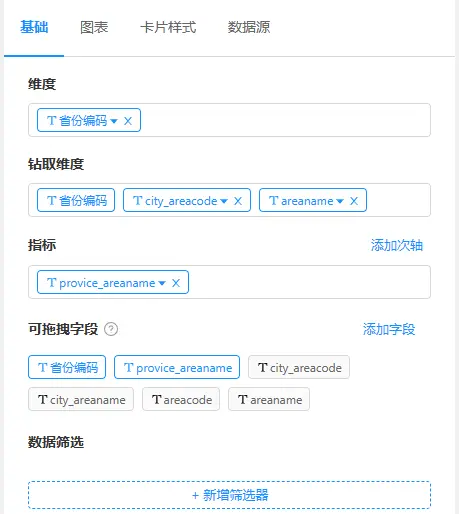 基础 图表 卡片样式 数据源
维度
T 省份编码 X
钻取维度
T 省份编码 T city_areacode X T areaname X
指标 添加次轴
T provice_areaname X
可拖拽字段 ? 添加字段
T 省份编码 T provice_areaname T city_areacode
T city_areaname T areacode T areaname
数据筛选
+ 新增筛选器